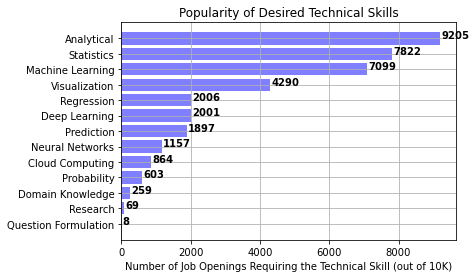 Popularity of Desired Technical Skills
Analytical 9205
Statistics 7822
Machine Learning 7099
Visualization 4290
Regression 2006
Deep Learning 2001
Prediction 1897
Neural Networks 1157
Cloud Computing 864
Probability 603
Domain Knowledge 259
Research 69
Question Formulation 8
0 2000 4000 6000 8000
Number of Job Openings Requiring the Technical Skill (out of 10K)